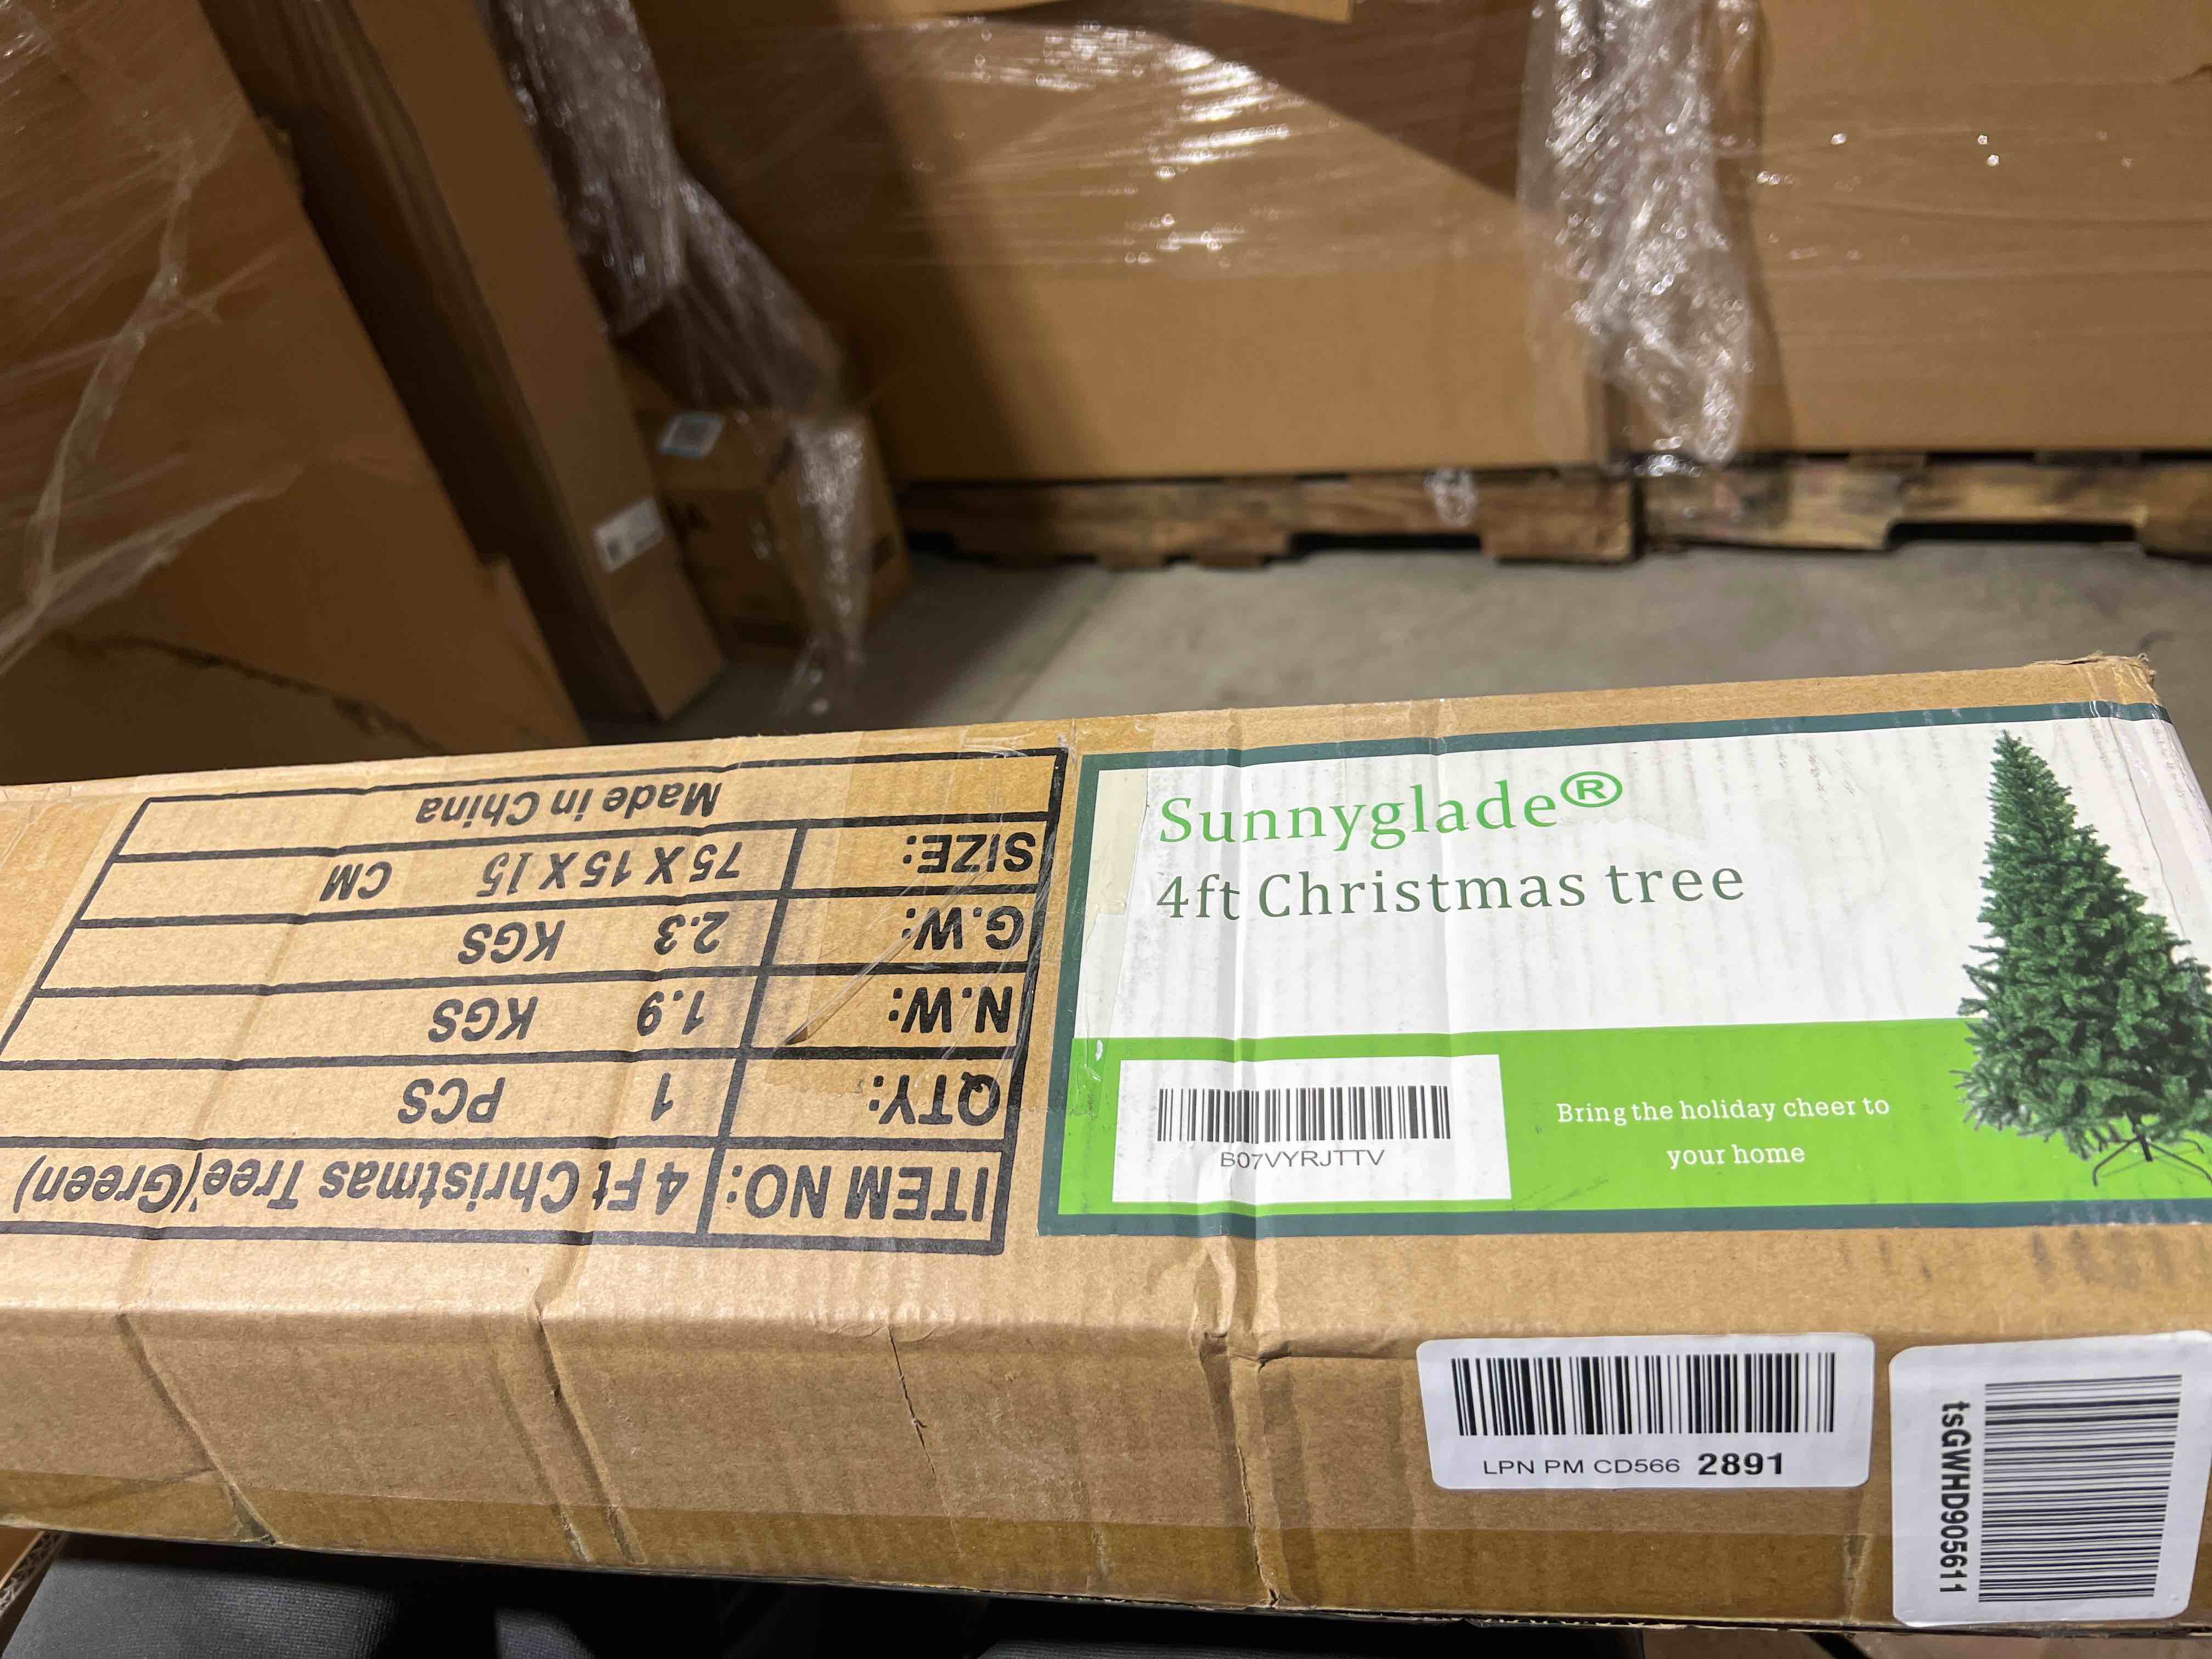 Sunnyglade®
4ft Christmas tree
B07VYRJTTV
Bring the holiday cheer to
your home
ITEM NO: 4 Ft Christmas Tree(Green)
QTY: 1 PCS
N.W: 1.9 KGS
G.W: 2.3 KGS
SIZE: 75 X 15 X 15 CM
Made in China
LPN PM CD566 2891
tsGWHD905611